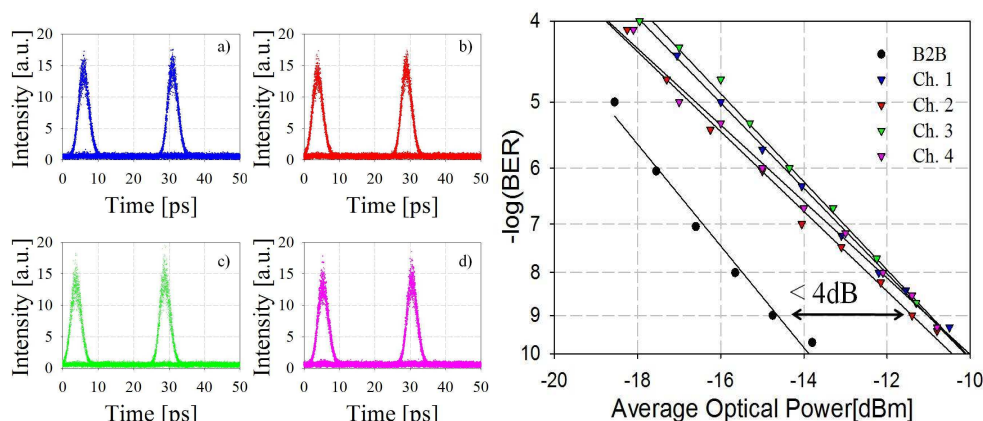 Intensity [a.u.]
20
15
10
5
0
a)
0 10 20 30 40 50
Time [ps]
Intensity [a.u.]
20
15
10
5
0
b)
0 10 20 30 40 50
Time [ps]
Intensity [a.u.]
20
15
10
5
0
c)
0 10 20 30 40 50
Time [ps]
Intensity [a.u.]
20
15
10
5
0
d)
0 10 20 30 40 50
Time [ps]
-log(BER)
4
5
6
7
8
9
10
B2B
Ch. 1
Ch. 2
Ch. 3
Ch. 4
< 4dB
-20 -18 -16 -14 -12 -10
Average Optical Power[dBm]